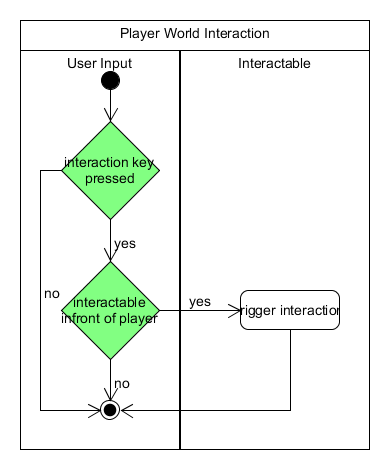 Player World Interaction
User Input
Interactable
interaction key
pressed
yes
no
interactable
infront of player
yes
rigger interaction
no